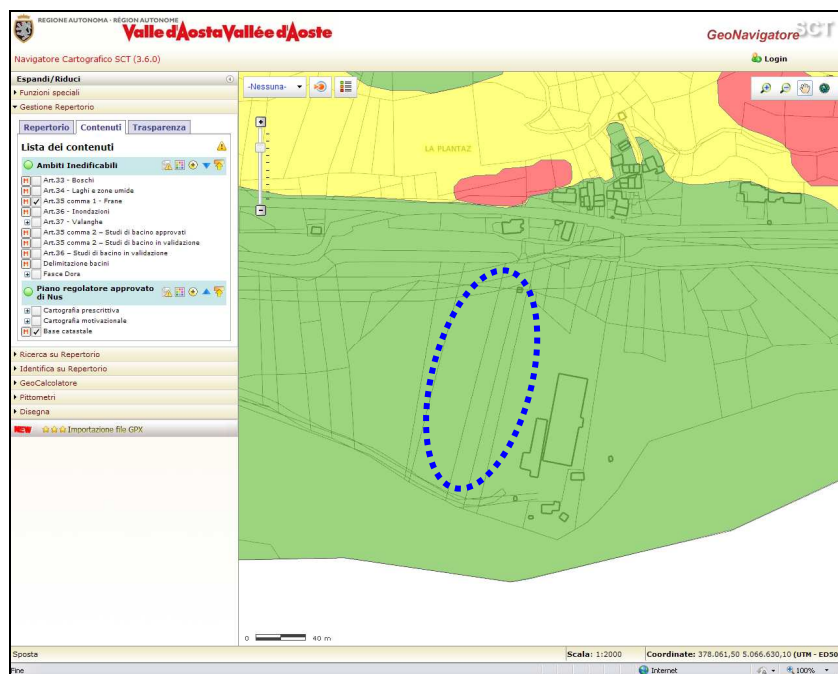 REGIONE AUTONOMA · RÉGION AUTONOME
Valle d'Aosta Vallée d'Aoste
GeoNavigatore SCT
Navigatore Cartografico SCT (3.6.0)
Login
Espandi/Riduci
Funzioni speciali
Gestione Repertorio
Repertorio Contenuti Trasparenza
Lista dei contenuti
Ambiti Inedificabili
M Art.33 - Boschi
M Art.34 - Laghi e zone umide
M Art.35 comma 1 - Frane
M Art.36 - Inondazioni
Art.37 - Valanghe
M Art.35 comma 2 – Studi di bacino approvati
M Art.35 comma 2 – Studi di bacino in validazione
M Art.36 – Studi di bacino in validazione
M Delimitazione bacini
Fasce Dora
Piano regolatore approvato
di Nus
Cartografia prescrittiva
Cartografia motivazionale
M Base catastale
Ricerca su Repertorio
Identifica su Repertorio
GeoCalcolatore
Pittometri
Disegna
NEW Importazione file GPX
-Nessuna-
LA PLANTAZ
0 40 m
Sposta
Scala: 1:2000
Coordinate: 378.061,50 5.066.630,10 (UTM - ED50
Fine
Internet
100%